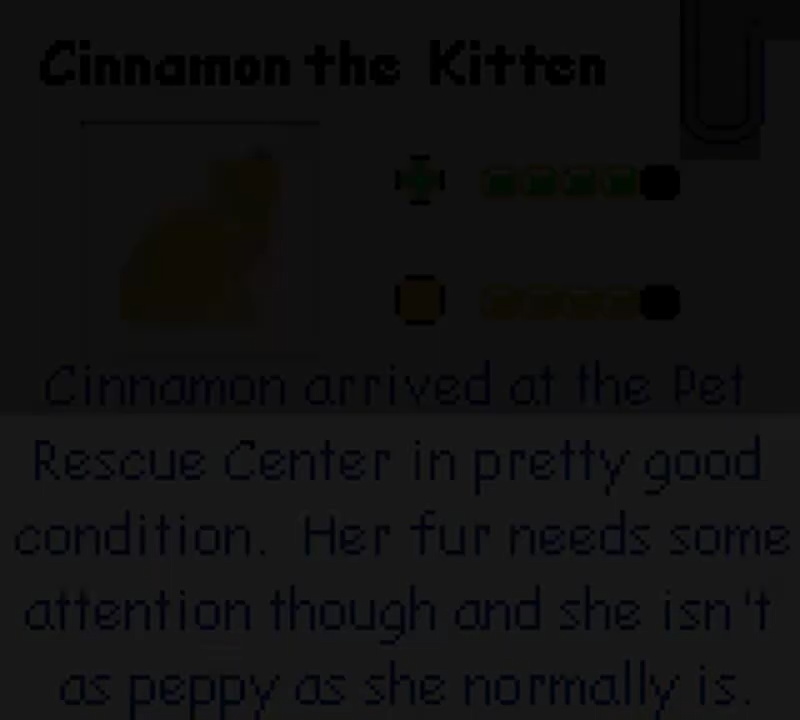 Cinnamon the Kitten
Cinnamon arrived at the Pet
Rescue Center in pretty good
condition. Her fur needs some
attention though and she isn't
as peppy as she normally is.